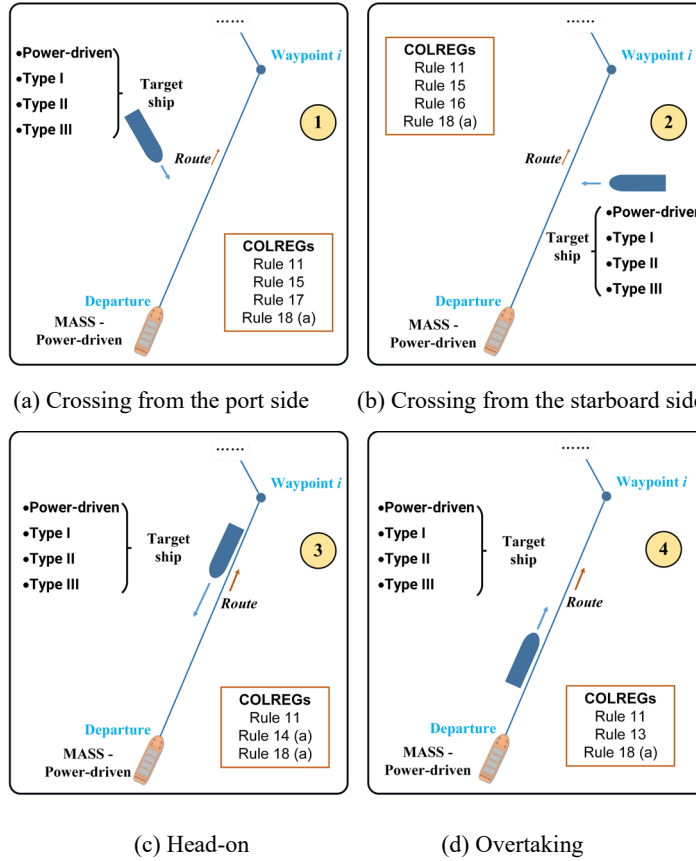 ……
Waypoint i
•Power-driven
•Type I
•Type II
•Type III
Target
ship
1
Route
COLREGs
Rule 11
Rule 15
Rule 17
Rule 18 (a)
Departure
MASS -
Power-driven
(a) Crossing from the port side
……
Waypoint i
COLREGs
Rule 11
Rule 15
Rule 16
Rule 18 (a)
2
Route
Target
ship
•Power-driven
•Type I
•Type II
•Type III
Departure
MASS -
Power-driven
(b) Crossing from the starboard side
……
Waypoint i
•Power-driven
•Type I
•Type II
•Type III
Target
ship
3
Route
COLREGs
Rule 11
Rule 14 (a)
Rule 18 (a)
Departure
MASS -
Power-driven
(c) Head-on
……
Waypoint i
•Power-driven
•Type I
•Type II
•Type III
Target
ship
4
Route
COLREGs
Rule 11
Rule 13
Rule 18 (a)
Departure
MASS -
Power-driven
(d) Overtaking